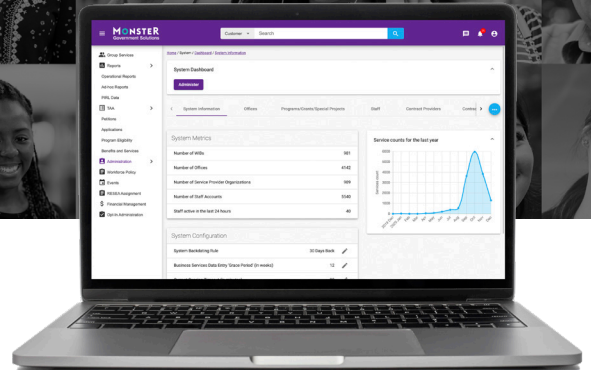 MONSTER
Government Solutions
Customer
Search
Group Services
Reports
Operational Reports
Ad-hoc Reports
PIRL Data
TAA
Petitions
Applications
Program Eligibility
Benefits and Services
Administration
Workforce Policy
Events
RESEA Assignment
Financial Management
Opt-In Administration
Home / System / Dashboard / System Information
System Dashboard
Administer
System Information
Offices
Programs/Grants/Special Projects
Staff
Contract Providers
System Metrics
Number of WIBs
Number of Offices
6142
Number of Service Provider Organizations
Number of Staff Accounts
5340
Staff active in the last 24 hours
40
Service counts for the last year
System Configuration
System Backdating Rule
30 Days Back
Business Services Data Entry 'Grace Period' (in weeks)
12